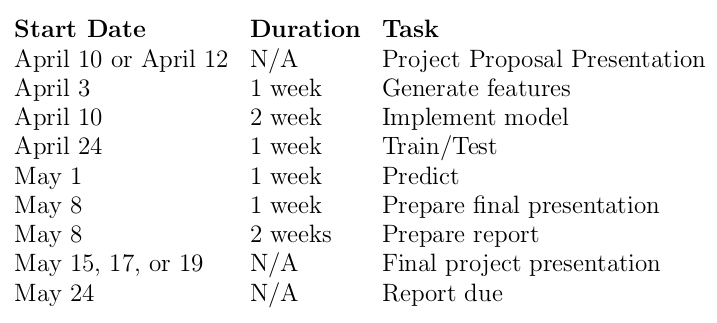 Start Date Duration Task
April 10 or April 12 N/A Project Proposal Presentation
April 3 1 week Generate features
April 10 2 week Implement model
April 24 1 week Train/Test
May 1 1 week Predict
May 8 1 week Prepare final presentation
May 8 2 weeks Prepare report
May 15, 17, or 19 N/A Final project presentation
May 24 N/A Report due